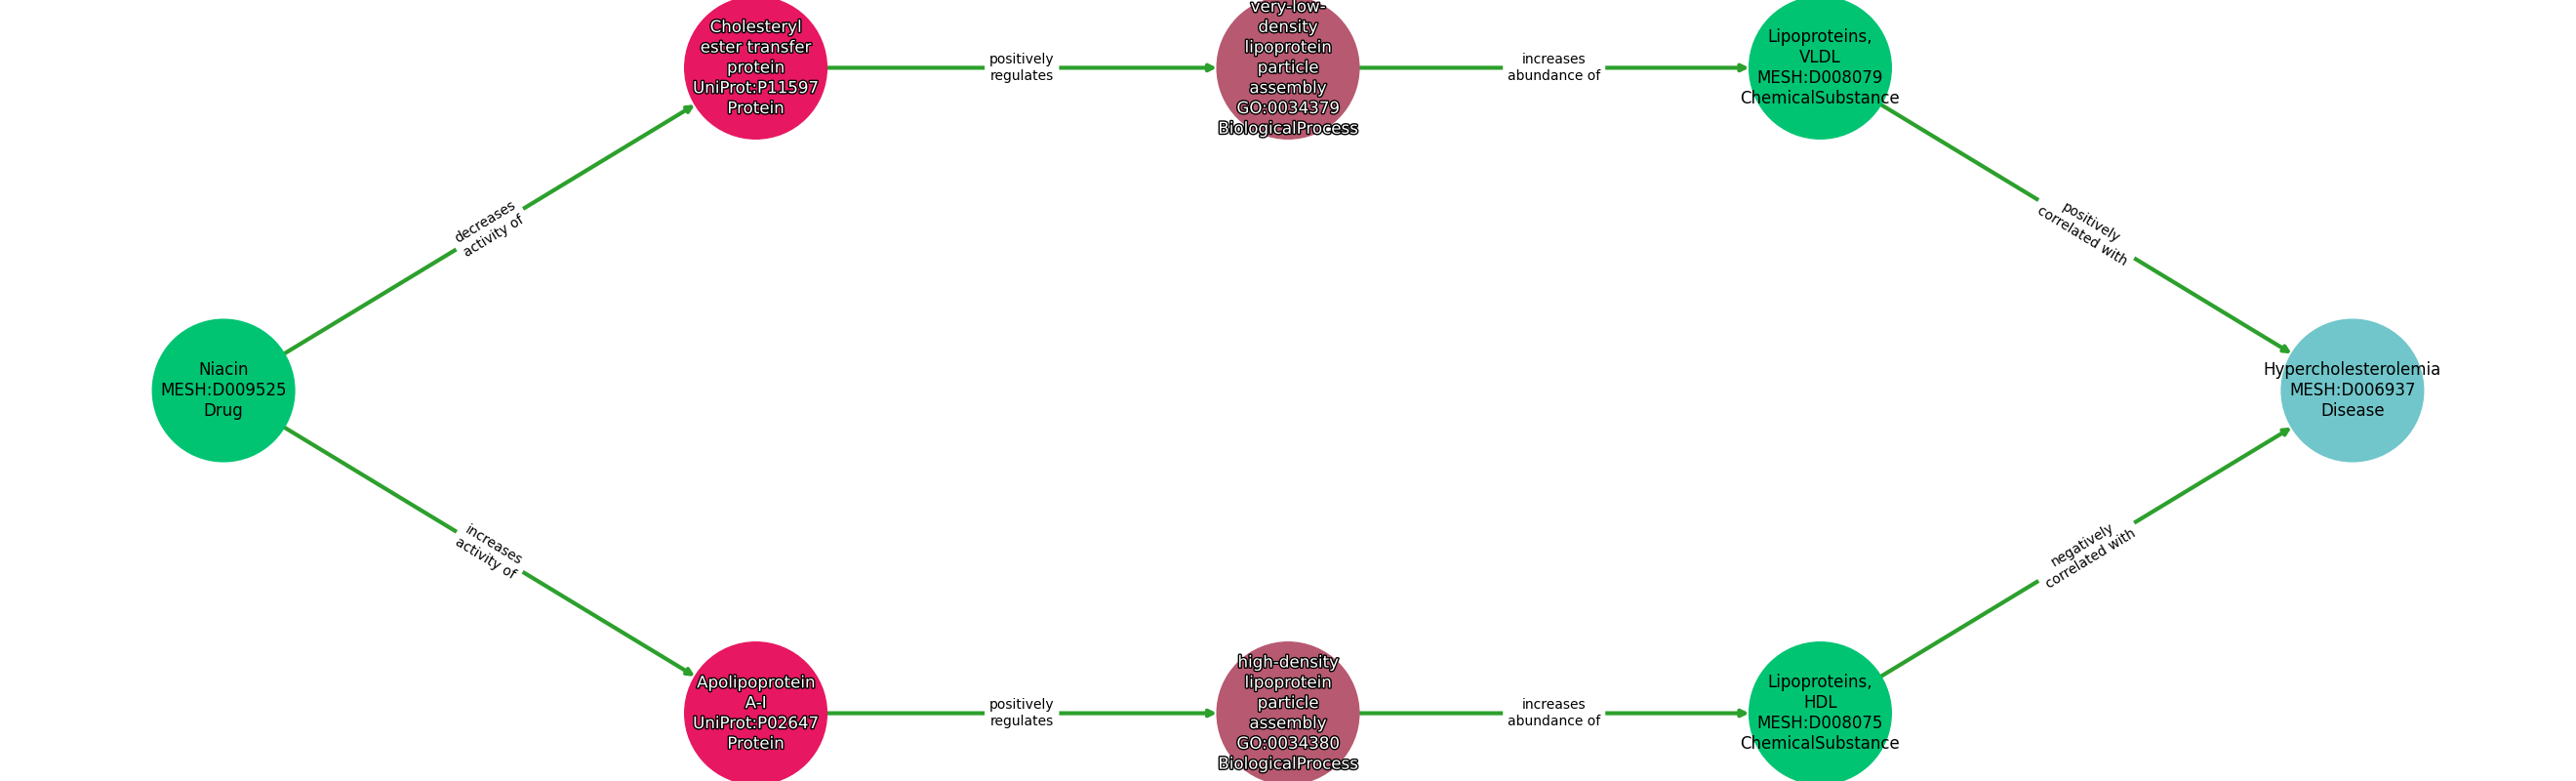 Cholesteryl
ester transfer
protein
UniProt:P11597
Protein
positively
regulates
very-low-
density
lipoprotein
particle
assembly
GO:0034379
BiologicalProcess
increases
abundance of
Lipoproteins,
VLDL
MESH:D008079
ChemicalSubstance
decreases
activity of
positively
correlated with
Niacin
MESH:D009525
Drug
Hypercholesterolemia
MESH:D006937
Disease
increases
activity of
negatively
correlated with
Apolipoprotein
A-I
UniProt:P02647
Protein
positively
regulates
high-density
lipoprotein
particle
assembly
GO:0034380
BiologicalProcess
increases
abundance of
Lipoproteins,
HDL
MESH:D008075
ChemicalSubstance